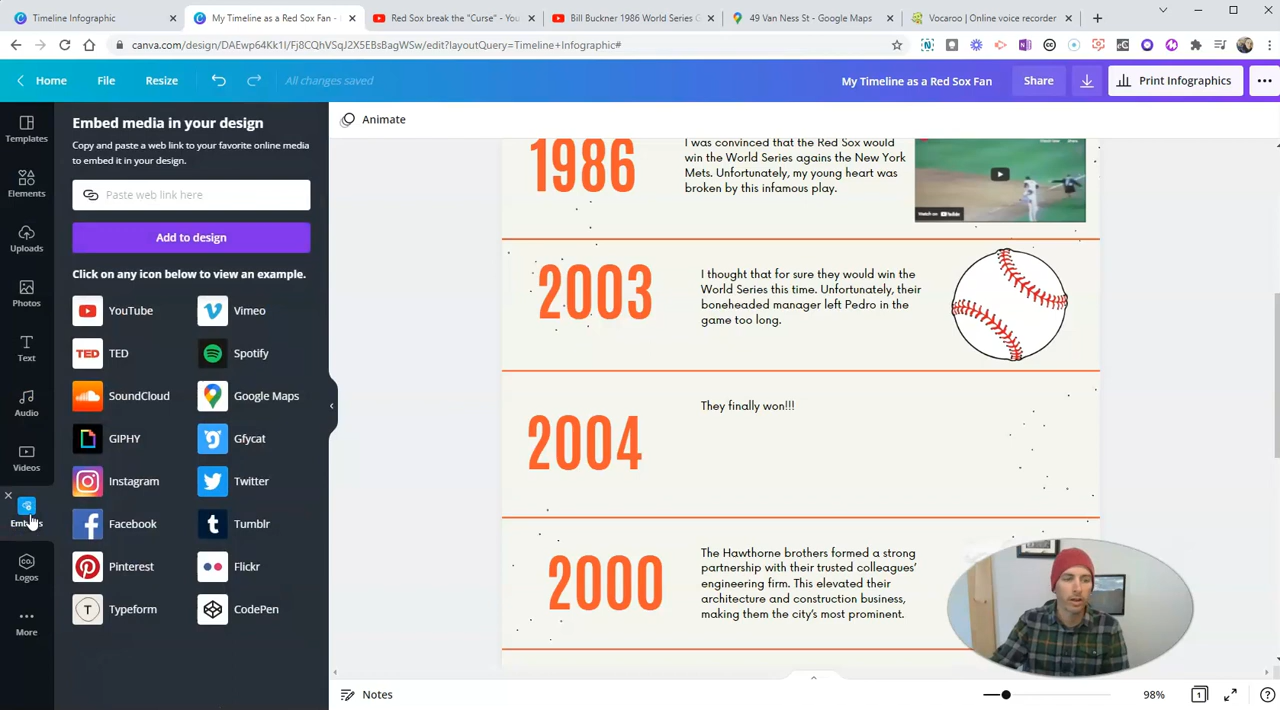 Timeline Infographic
My Timeline as a Red Sox Fan -
Red Sox break the "Curse" - You
Bill Buckner 1986 World Series G
49 Van Ness St - Google Maps
Vocaroo | Online voice recorder
canva.com/design/DAEwp64Kk1I/Fj8CQhVSqJ2X5EBsBagWSw/edit?layoutQuery=Timeline+Infographic#
Home
File
Resize
All changes saved
My Timeline as a Red Sox Fan
Share
Print Infographics
Templates
Elements
Uploads
Photos
Text
Audio
Videos
Embeds
Logos
More
Embed media in your design
Copy and paste a web link to your favorite online media
to embed it in your design.
Paste web link here
Add to design
Click on any icon below to view an example.
YouTube
Vimeo
TED
TED
Spotify
SoundCloud
Google Maps
GIPHY
Gfycat
Instagram
Twitter
Facebook
Tumblr
Pinterest
Flickr
Typeform
CodePen
Animate
1986
I was convinced that the Red Sox would
win the World Series agains the New York
Mets. Unfortunately, my young heart was
broken by this infamous play.
Watch on YouTube
2003
I thought that for sure they would win the
World Series this time. Unfortunately, their
boneheaded manager left Pedro in the
game too long.
2004
They finally won!!!
2000
The Hawthorne brothers formed a strong
partnership with their trusted colleagues'
engineering firm. This elevated their
architecture and construction business,
making them the city's most prominent.
Notes
98%
1